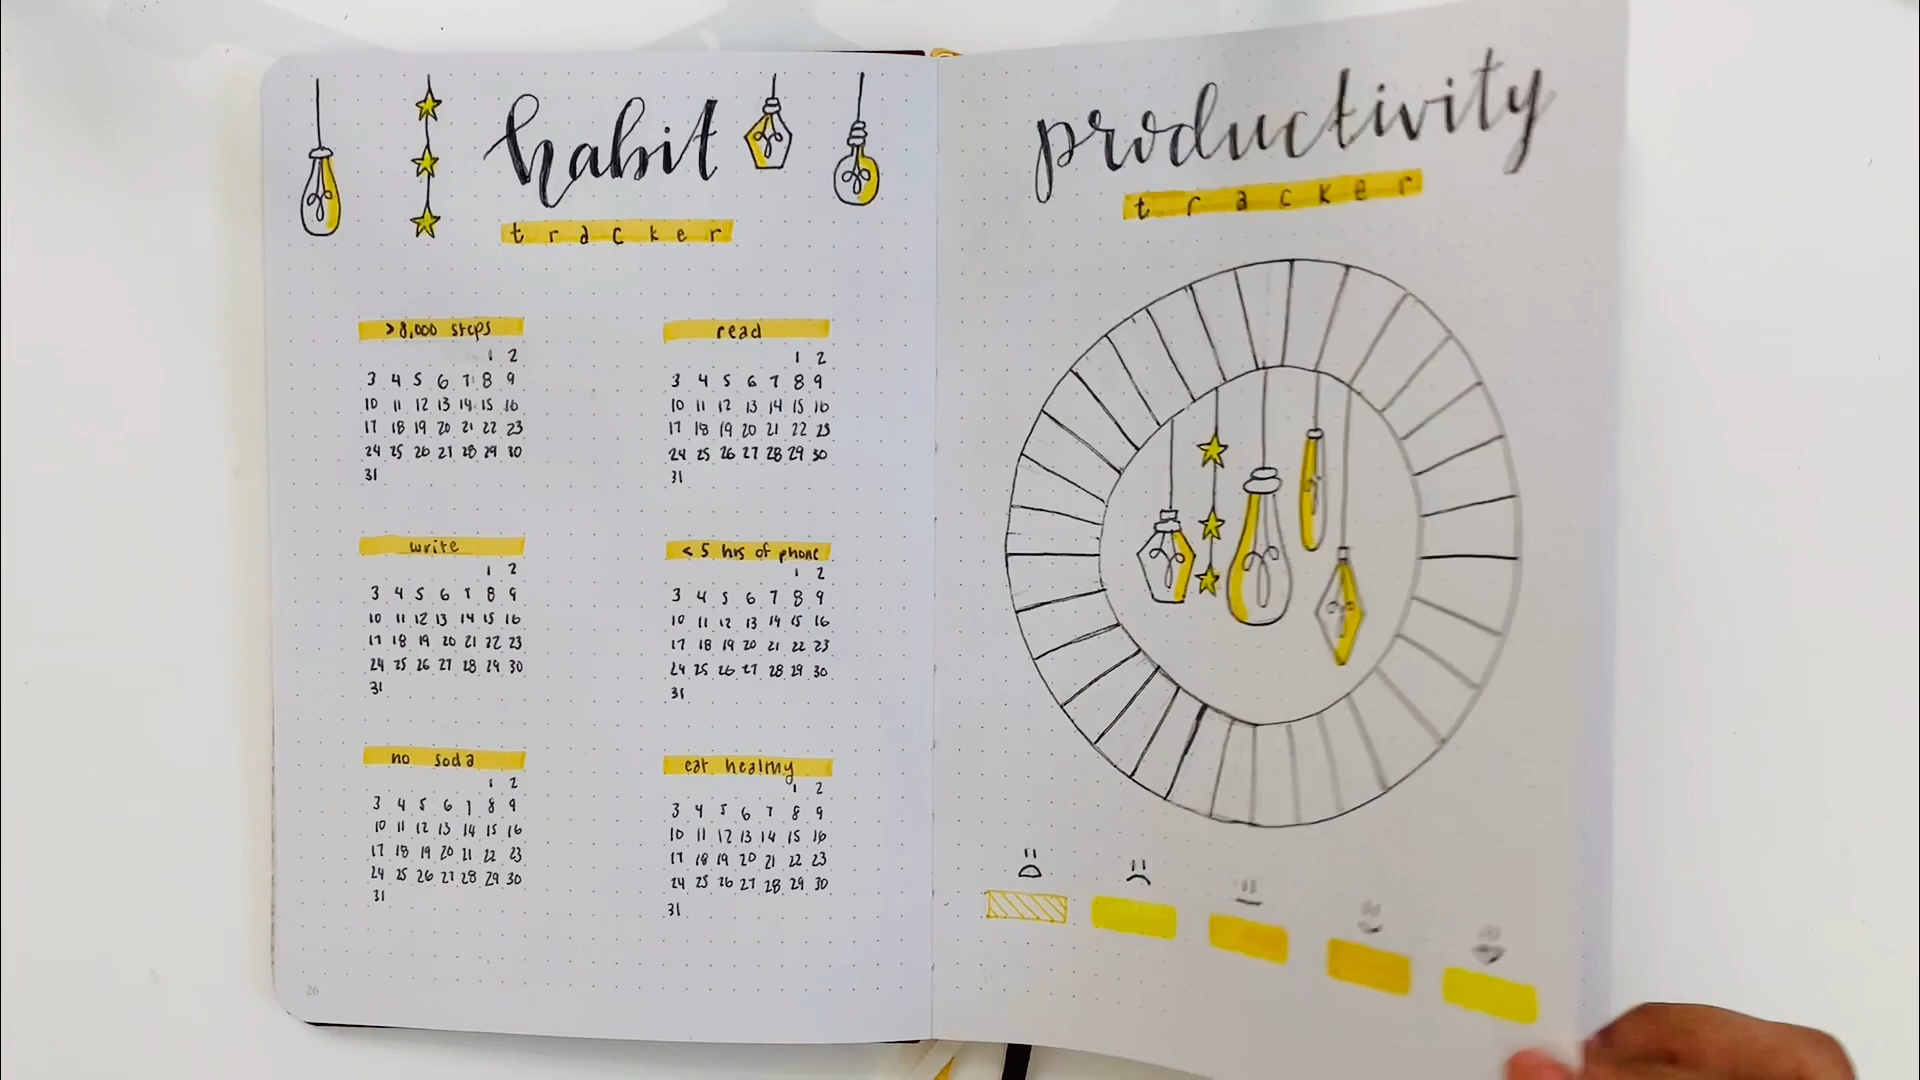 habit
tracker
>8,000 steps
1 2
3 4 5 6 7 8 9
10 11 12 13 14 15 16
17 18 19 20 21 22 23
24 25 26 27 28 29 30
31
read
1 2
3 4 5 6 7 8 9
10 11 12 13 14 15 16
17 18 19 20 21 22 23
24 25 26 27 28 29 30
31
write
1 2
3 4 5 6 7 8 9
10 11 12 13 14 15 16
17 18 19 20 21 22 23
24 25 26 27 28 29 30
31
< 5 hrs of phone
1 2
3 4 5 6 7 8 9
10 11 12 13 14 15 16
17 18 19 20 21 22 23
24 25 26 27 28 29 30
31
no soda
1 2
3 4 5 6 7 8 9
10 11 12 13 14 15 16
17 18 19 20 21 22 23
24 25 26 27 28 29 30
31
eat healthy
1 2
3 4 5 6 7 8 9
10 11 12 13 14 15 16
17 18 19 20 21 22 23
24 25 26 27 28 29 30
31
26
productivity
tracker